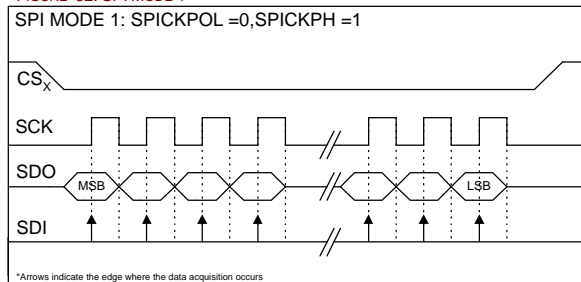 SPI MODE 1: SPICKPOL =0,SPICKPH =1
CSX
SCK
SDO
MSB
LSB
SDI
*Arrows indicate the edge where the data acquisition occurs